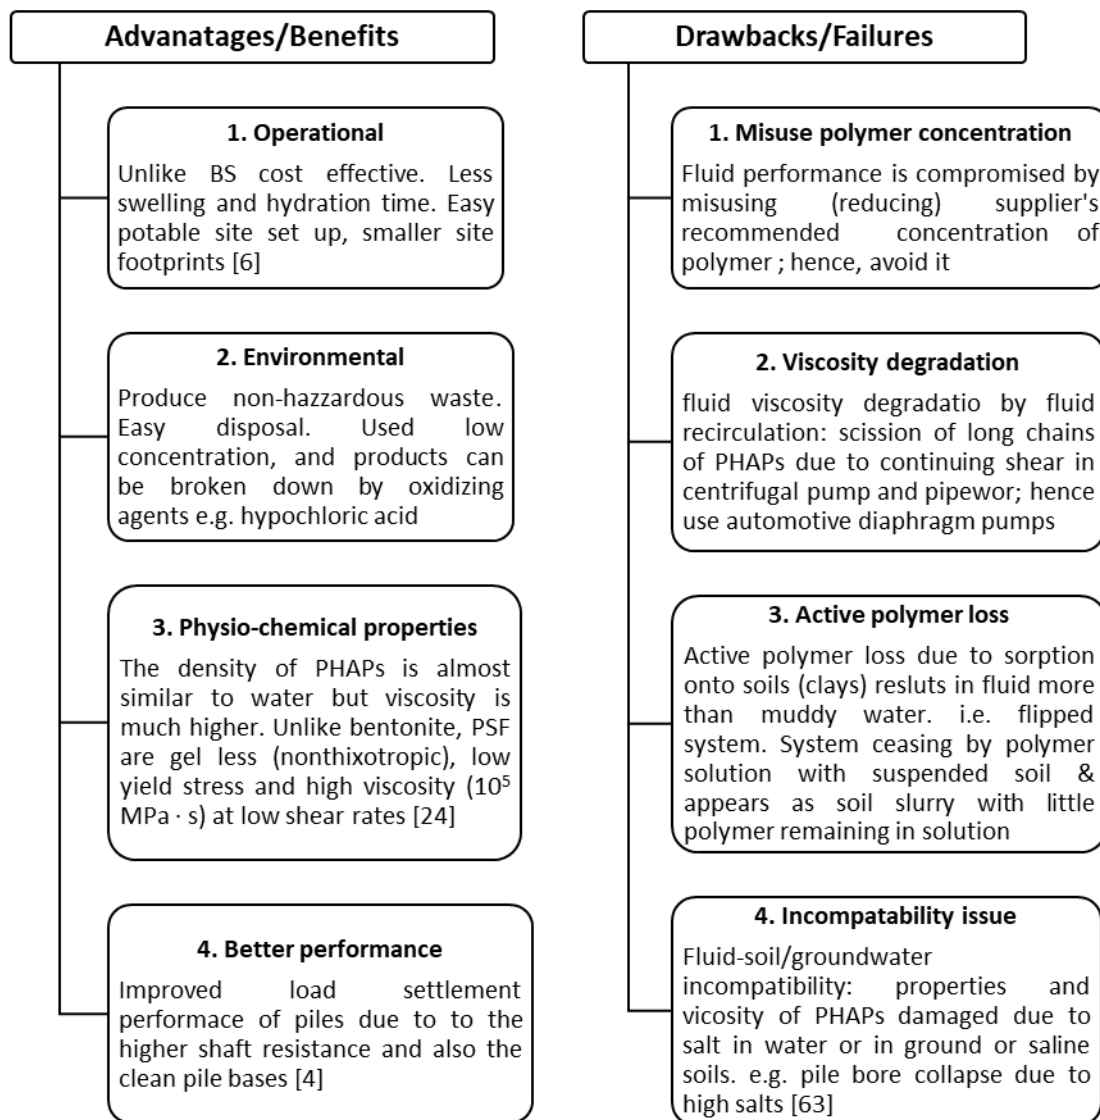 Advanatages/Benefits
1. Operational
Unlike BS cost effective. Less
swelling and hydration time. Easy
potable site set up, smaller site
footprints [6]
2. Environmental
Produce non-hazzardous waste.
Easy disposal. Used low
concentration, and products can
be broken down by oxidizing
agents e.g. hypochloric acid
3. Physio-chemical properties
The density of PHAPs is almost
similar to water but viscosity is
much higher. Unlike bentonite, PSF
are gel less (nonthixotropic), low
yield stress and high viscosity (10⁵
MPa · s) at low shear rates [24]
4. Better performance
Improved load settlement
performace of piles due to to the
higher shaft resistance and also the
clean pile bases [4]
Drawbacks/Failures
1. Misuse polymer concentration
Fluid performance is compromised by
misusing (reducing) supplier's
recommended concentration of
polymer ; hence, avoid it
2. Viscosity degradation
fluid viscosity degradatio by fluid
recirculation: scission of long chains
of PHAPs due to continuing shear in
centrifugal pump and pipewor; hence
use automotive diaphragm pumps
3. Active polymer loss
Active polymer loss due to sorption
onto soils (clays) resluts in fluid more
than muddy water. i.e. flipped
system. System ceasing by polymer
solution with suspended soil &
appears as soil slurry with little
polymer remaining in solution
4. Incompatability issue
Fluid-soil/groundwater
incompatibility: properties and
vicosity of PHAPs damaged due to
salt in water or in ground or saline
soils. e.g. pile bore collapse due to
high salts [63]